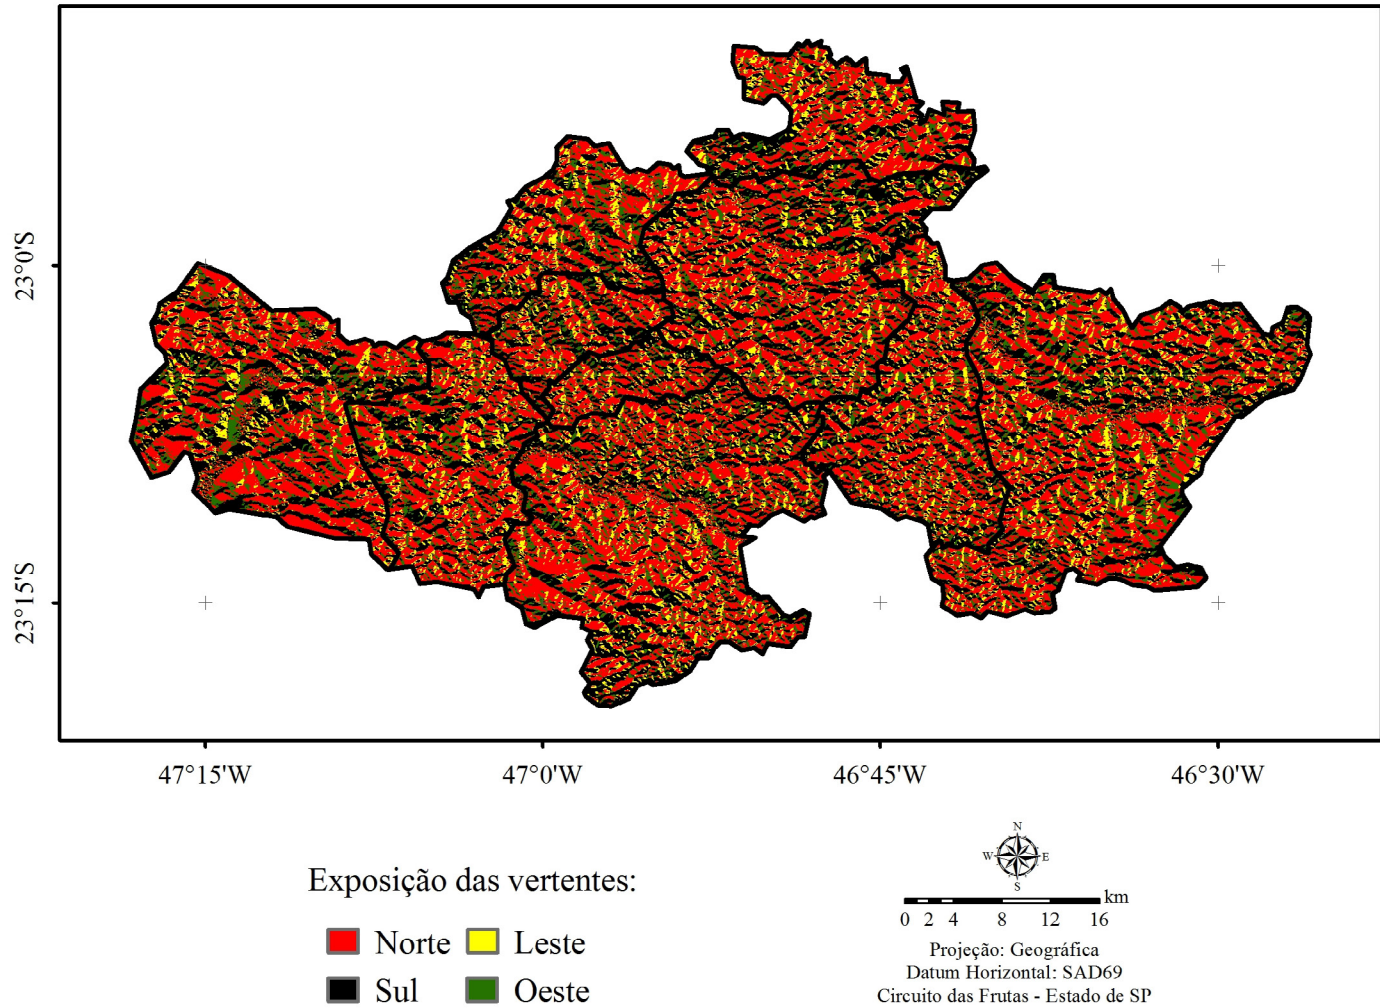 23°0'S
23°15'S
47°15'W 47°0'W 46°45'W 46°30'W
Exposição das vertentes:
Norte Leste
Sul Oeste
N
W E
S
km
0 2 4 8 12 16
Projeção: Geográfica
Datum Horizontal: SAD69
Circuito das Frutas - Estado de SP